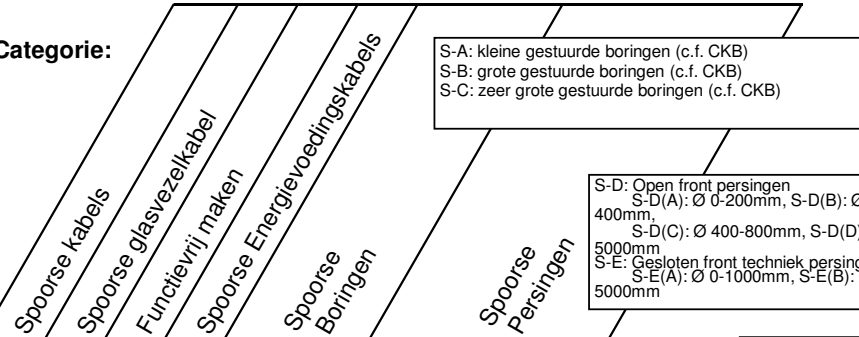 Categorie:
S-A: kleine gestuurde boringen (c.f. CKB)
S-B: grote gestuurde boringen (c.f. CKB)
S-C: zeer grote gestuurde boringen (c.f. CKB)
S-D: Open front persingen
S-D(A): Ø 0-200mm, S-D(B): Ø
400mm,
S-D(C): Ø 400-800mm, S-D(D)
5000mm
S-E: Gesloten front techniek persing
S-E(A): Ø 0-1000mm, S-E(B):
5000mm
Spoorse kabels
Spoorse glasvezelkabel
Functievrij maken
Spoorse Energievoedingskabels
Spoorse
Boringen
Spoorse
Persingen